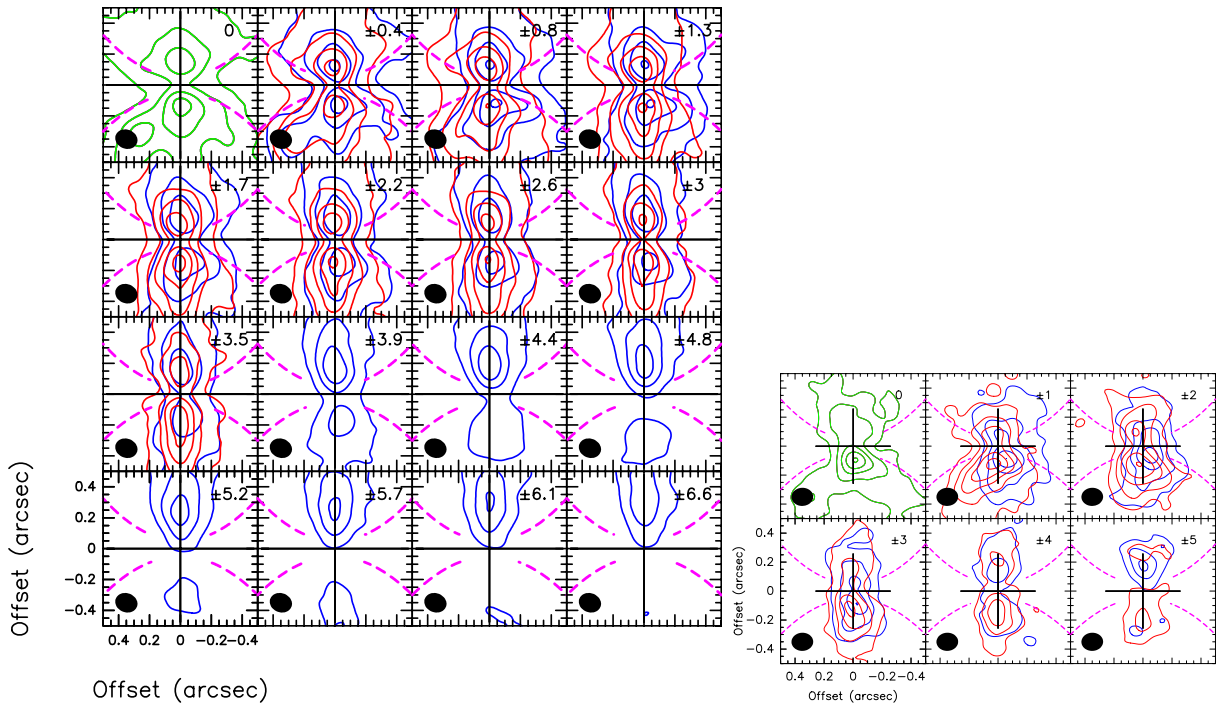 0 ±0.4 ±0.8 ±1.3
±1.7 ±2.2 ±2.6 ±3
±3.5 ±3.9 ±4.4 ±4.8
±5.2 ±5.7 ±6.1 ±6.6
0.4
0.2
0
−0.2
−0.4
0.4 0.2 0 −0.2−0.4
Offset (arcsec)
Offset (arcsec)
0 ±1 ±2
±3 ±4 ±5
0.4
0.2
0
−0.2
−0.4
0.4 0.2 0 −0.2−0.4
Offset (arcsec)
Offset (arcsec)